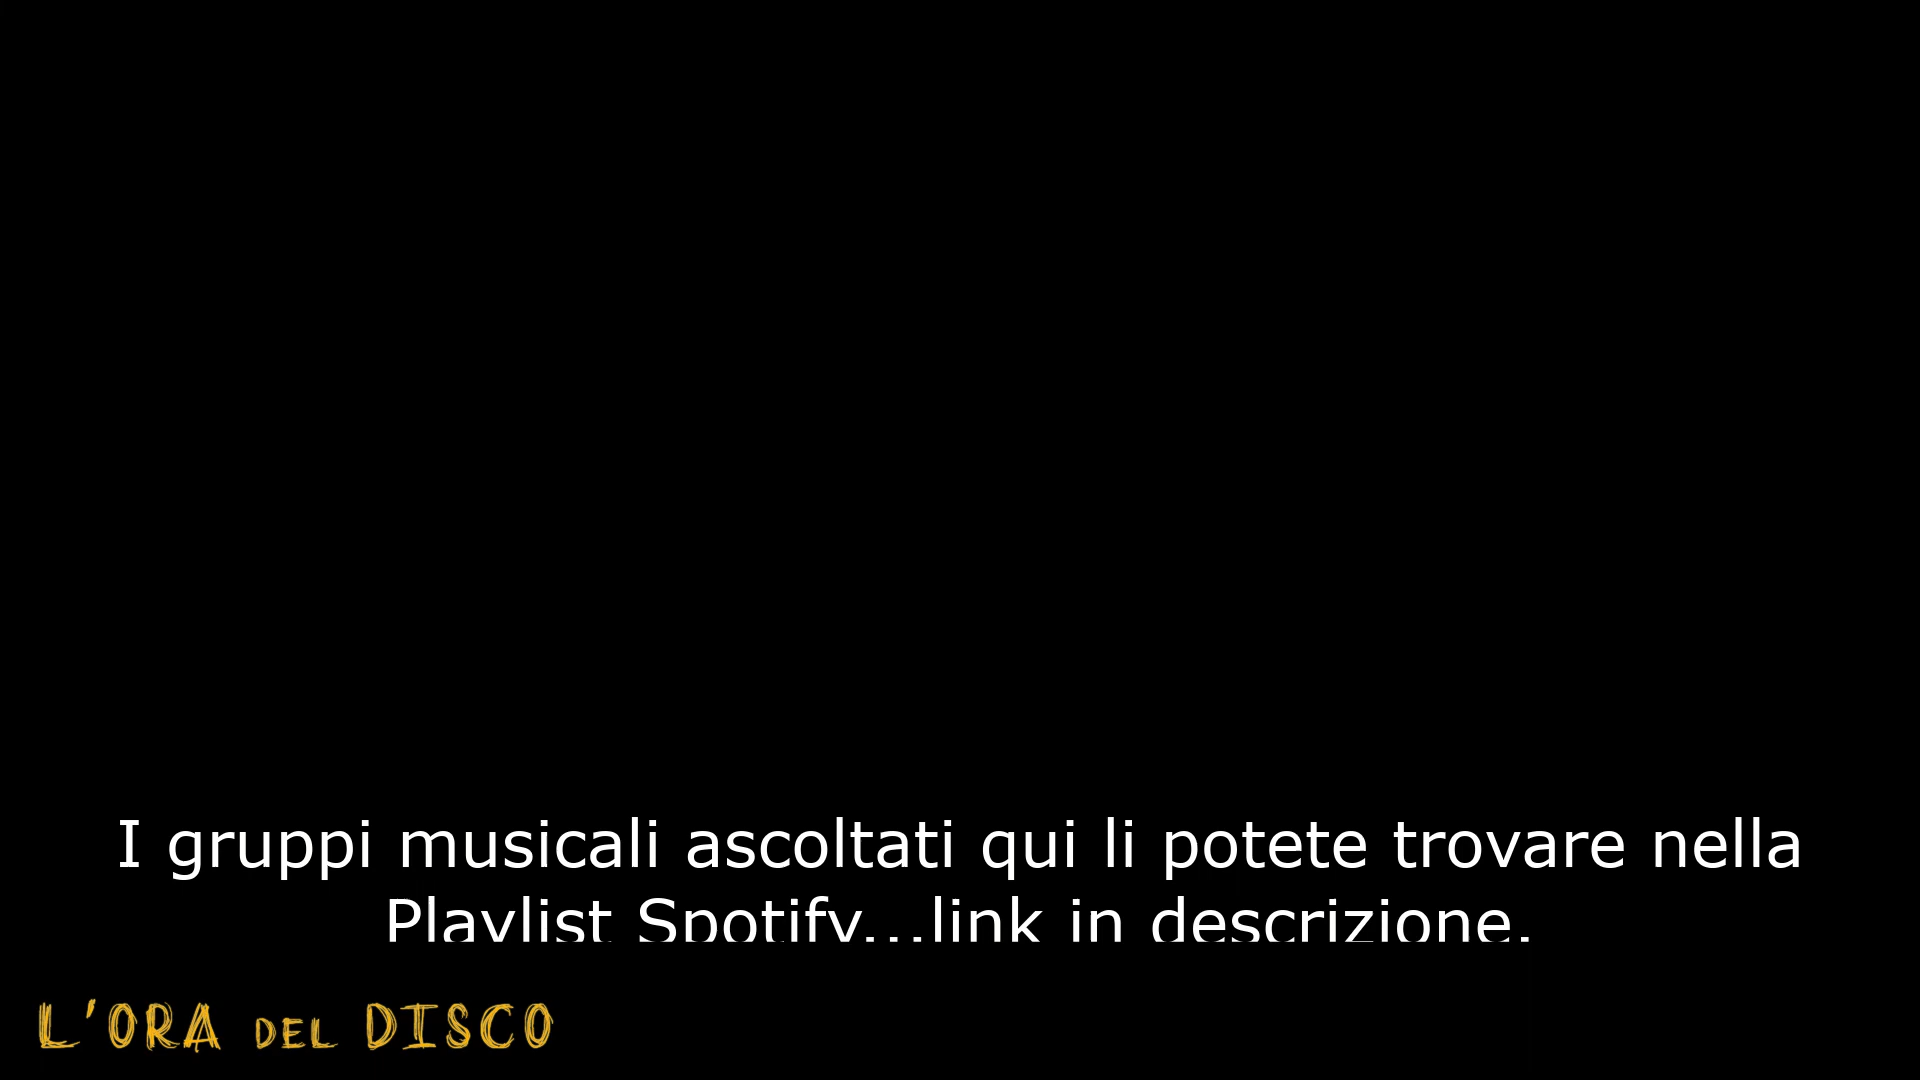 I gruppi musicali ascoltati qui li potete trovare nella
Playlist Spotify...link in descrizione.
L'ORA DEL DISCO